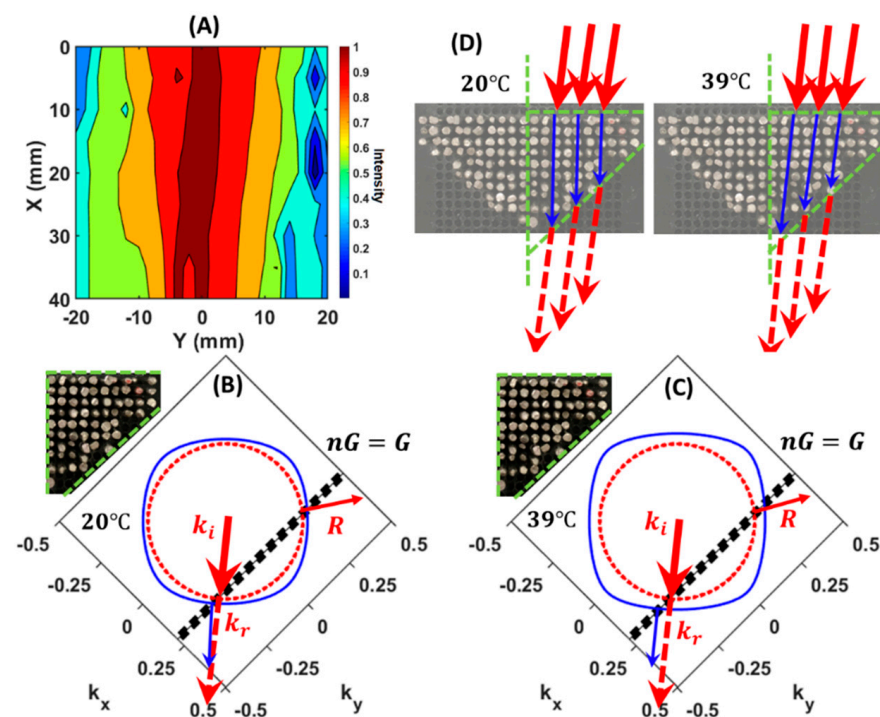 (A)
0
10
20
30
40
X (mm)
-20
-10
0
10
20
Y (mm)
1
0.9
0.8
0.7
0.6
0.5
0.4
0.3
0.2
0.1
Intensity
(D)
20℃
39℃
(B)
nG = G
20℃
k_i
R
k_r
-0.5
-0.25
0
0.25
0.5
k_x
-0.5
-0.25
0
0.25
0.5
k_y
(C)
nG = G
39℃
k_i
R
k_r
-0.5
-0.25
0
0.25
0.5
k_x
-0.5
-0.25
0
0.25
0.5
k_y